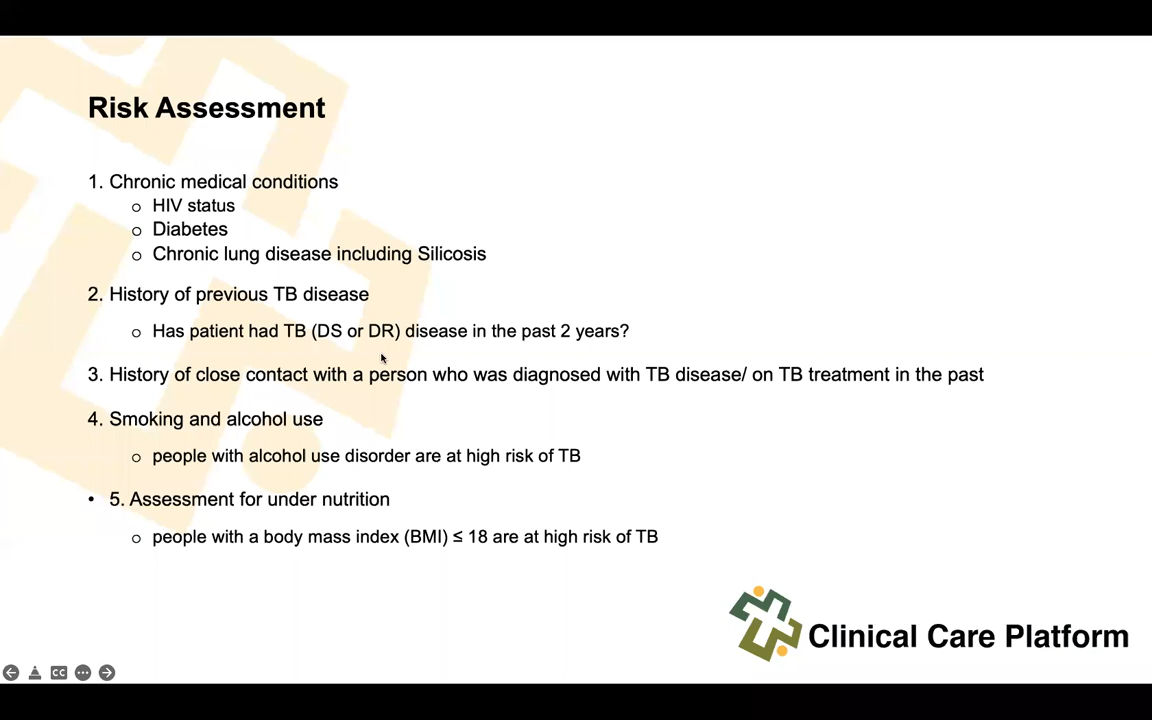 Risk Assessment
1. Chronic medical conditions
o HIV status
o Diabetes
o Chronic lung disease including Silicosis
2. History of previous TB disease
o Has patient had TB (DS or DR) disease in the past 2 years?
3. History of close contact with a person who was diagnosed with TB disease/ on TB treatment in the past
4. Smoking and alcohol use
o people with alcohol use disorder are at high risk of TB
• 5. Assessment for under nutrition
o people with a body mass index (BMI) ≤ 18 are at high risk of TB
Clinical Care Platform
CC